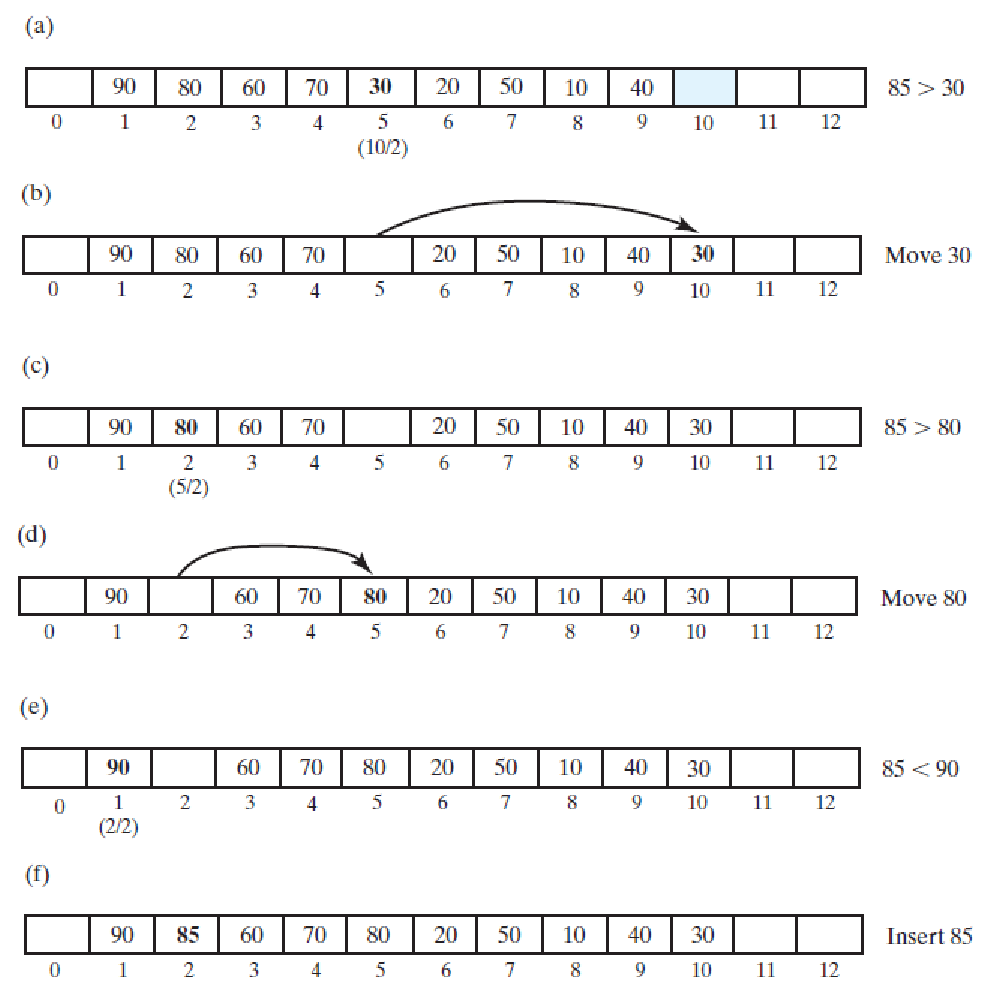 (a)
90 80 60 70 30 20 50 10 40 85 > 30
0 1 2 3 4 5 6 7 8 9 10 11 12
(10/2)
(b)
90 80 60 70 20 50 10 40 30 Move 30
0 1 2 3 4 5 6 7 8 9 10 11 12
(c)
90 80 60 70 20 50 10 40 30 85 > 80
0 1 2 3 4 5 6 7 8 9 10 11 12
(5/2)
(d)
90 60 70 80 20 50 10 40 30 Move 80
0 1 2 3 4 5 6 7 8 9 10 11 12
(e)
90 60 70 80 20 50 10 40 30 85 < 90
0 1 2 3 4 5 6 7 8 9 10 11 12
(2/2)
(f)
90 85 60 70 80 20 50 10 40 30 Insert 85
0 1 2 3 4 5 6 7 8 9 10 11 12